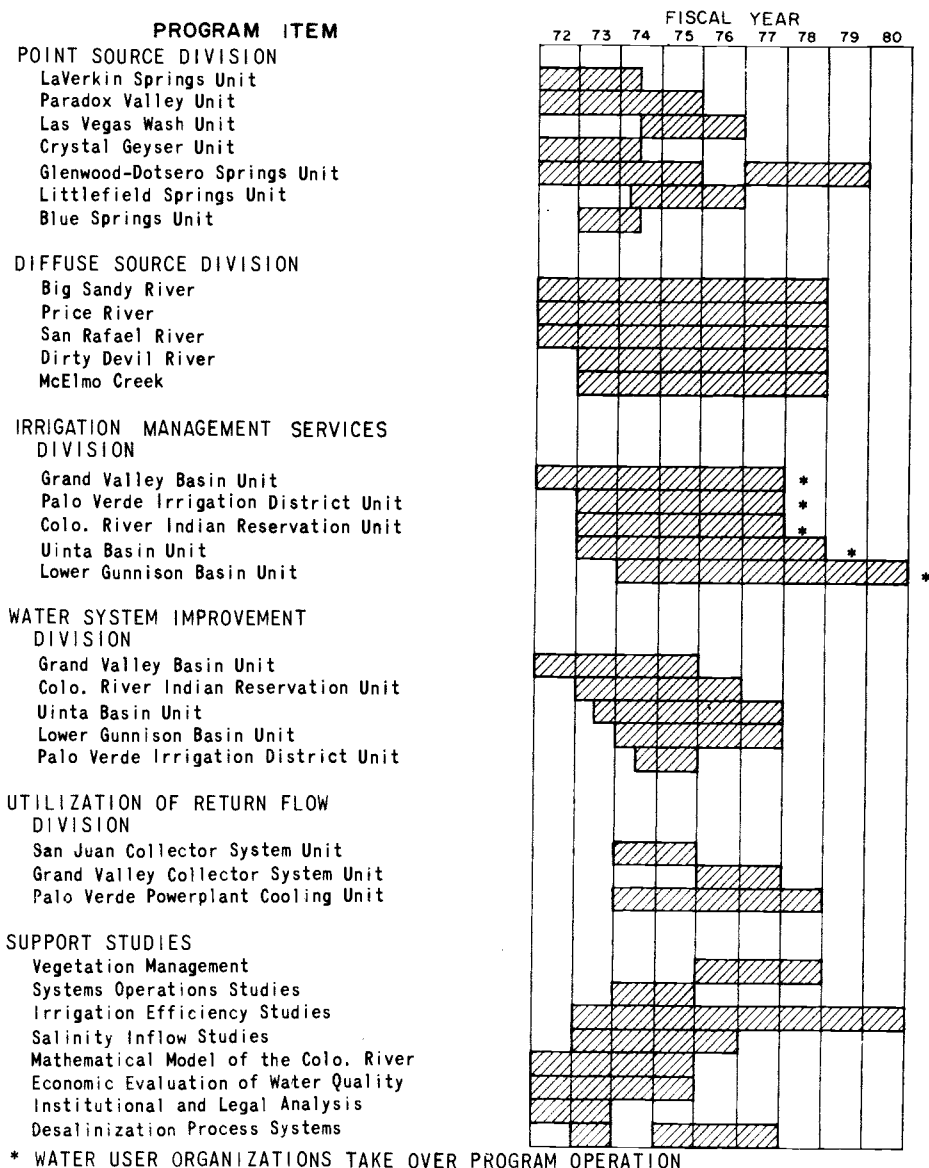 PROGRAM ITEM
FISCAL YEAR
72 73 74 75 76 77 78 79 80
POINT SOURCE DIVISION
LaVerkin Springs Unit
Paradox Valley Unit
Las Vegas Wash Unit
Crystal Geyser Unit
Glenwood-Dotsero Springs Unit
Littlefield Springs Unit
Blue Springs Unit
DIFFUSE SOURCE DIVISION
Big Sandy River
Price River
San Rafael River
Dirty Devil River
McElmo Creek
IRRIGATION MANAGEMENT SERVICES
DIVISION
Grand Valley Basin Unit *
Palo Verde Irrigation District Unit *
Colo. River Indian Reservation Unit *
Uinta Basin Unit *
Lower Gunnison Basin Unit *
WATER SYSTEM IMPROVEMENT
DIVISION
Grand Valley Basin Unit
Colo. River Indian Reservation Unit
Uinta Basin Unit
Lower Gunnison Basin Unit
Palo Verde Irrigation District Unit
UTILIZATION OF RETURN FLOW
DIVISION
San Juan Collector System Unit
Grand Valley Collector System Unit
Palo Verde Powerplant Cooling Unit
SUPPORT STUDIES
Vegetation Management
Systems Operations Studies
Irrigation Efficiency Studies
Salinity Inflow Studies
Mathematical Model of the Colo. River
Economic Evaluation of Water Quality
Institutional and Legal Analysis
Desalinization Process Systems
* WATER USER ORGANIZATIONS TAKE OVER PROGRAM OPERATION